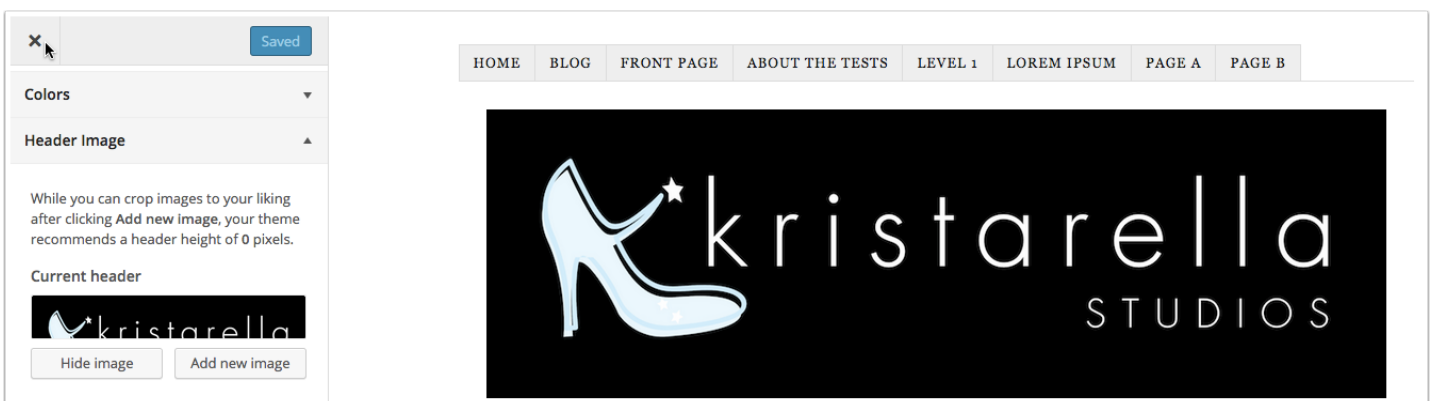 Saved
Colors
Header Image
While you can crop images to your liking
after clicking Add new image, your theme
recommends a header height of 0 pixels.
Current header
kristarella
Hide image
Add new image
HOME
BLOG
FRONT PAGE
ABOUT THE TESTS
LEVEL 1
LOREM IPSUM
PAGE A
PAGE B
kristarella
STUDIOS